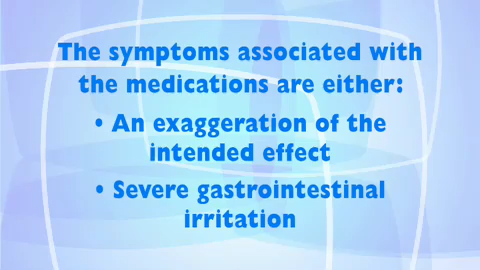 The symptoms associated with
the medications are either:
• An exaggeration of the
intended effect
• Severe gastrointestinal
irritation